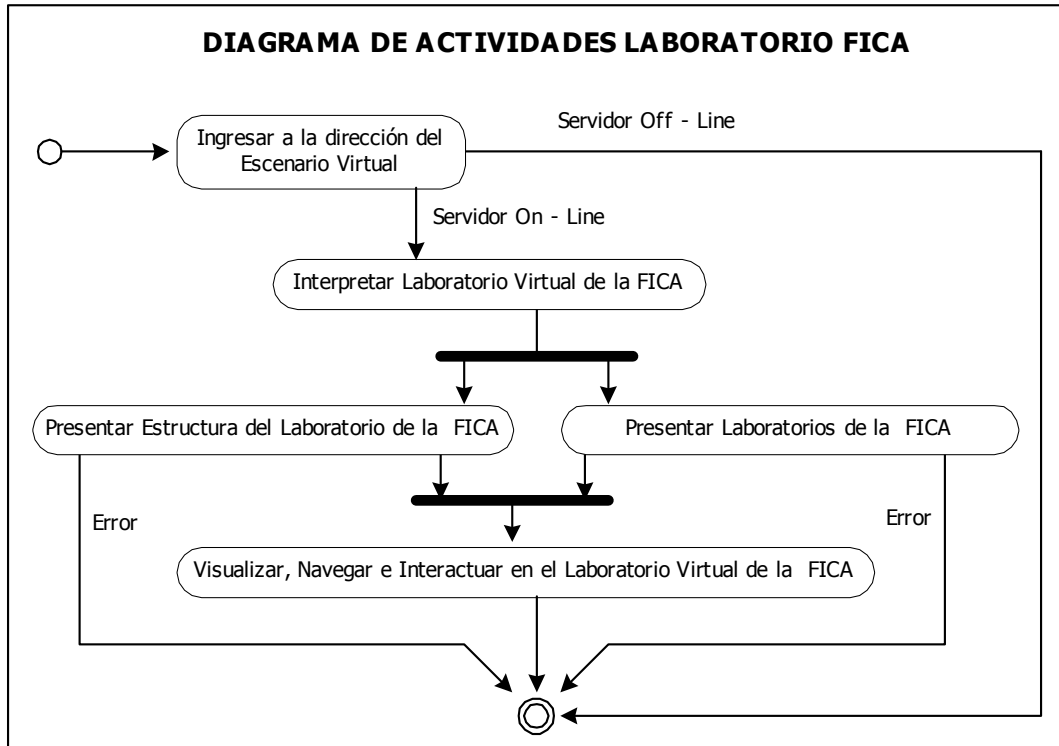 DIAGRAMA DE ACTIVIDADES LABORATORIO FICA
Servidor Off - Line
Ingresar a la dirección del
Escenario Virtual
Servidor On - Line
Interpretar Laboratorio Virtual de la FICA
Presentar Estructura del Laboratorio de la FICA
Presentar Laboratorios de la FICA
Error
Error
Visualizar, Navegar e Interactuar en el Laboratorio Virtual de la FICA